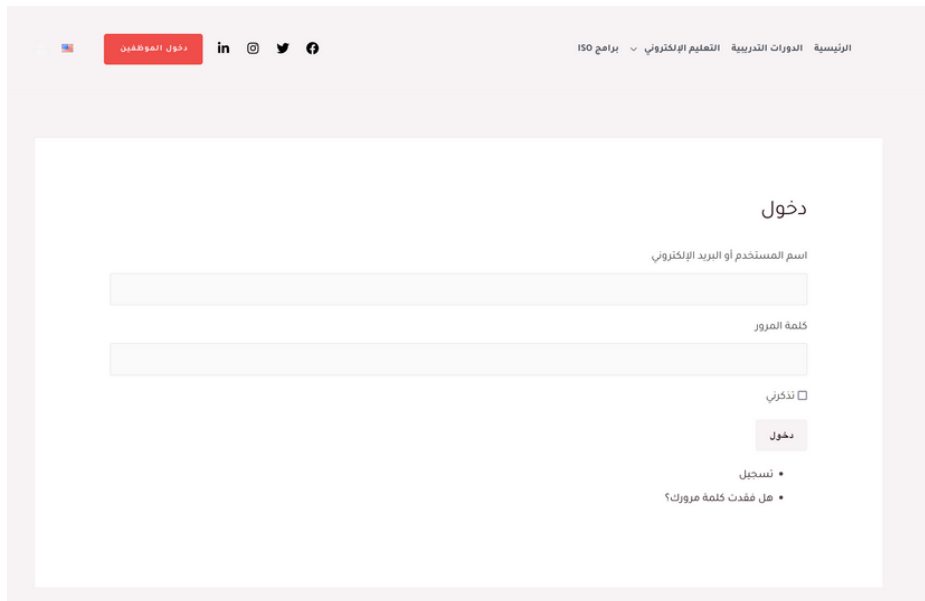 الرئيسية الدورات التدريبية التعليم الإلكتروني برامج ISO
دخول الموظفين
دخول
اسم المستخدم أو البريد الإلكتروني
كلمة المرور
تذكرني
دخول
تسجيل
هل فقدت كلمة مرورك؟